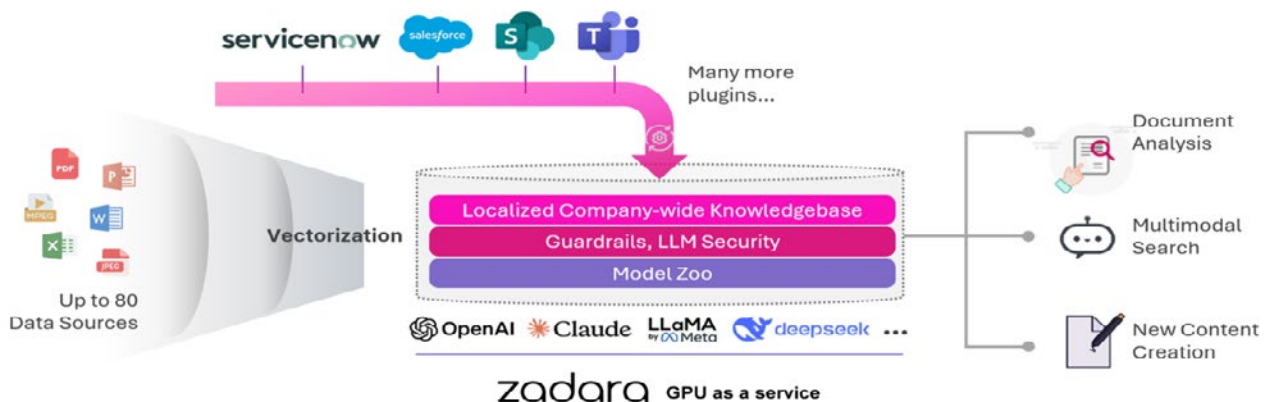 servicenow
salesforce
S
T
Many more
plugins...
PDF
P
MPEG
W
X
JPEG
Up to 80
Data Sources
Vectorization
Localized Company-wide Knowledgebase
Guardrails, LLM Security
Model Zoo
OpenAI
Claude
LLaMA
by Meta
deepseek
...
zadara GPU as a service
Document
Analysis
Multimodal
Search
New Content
Creation